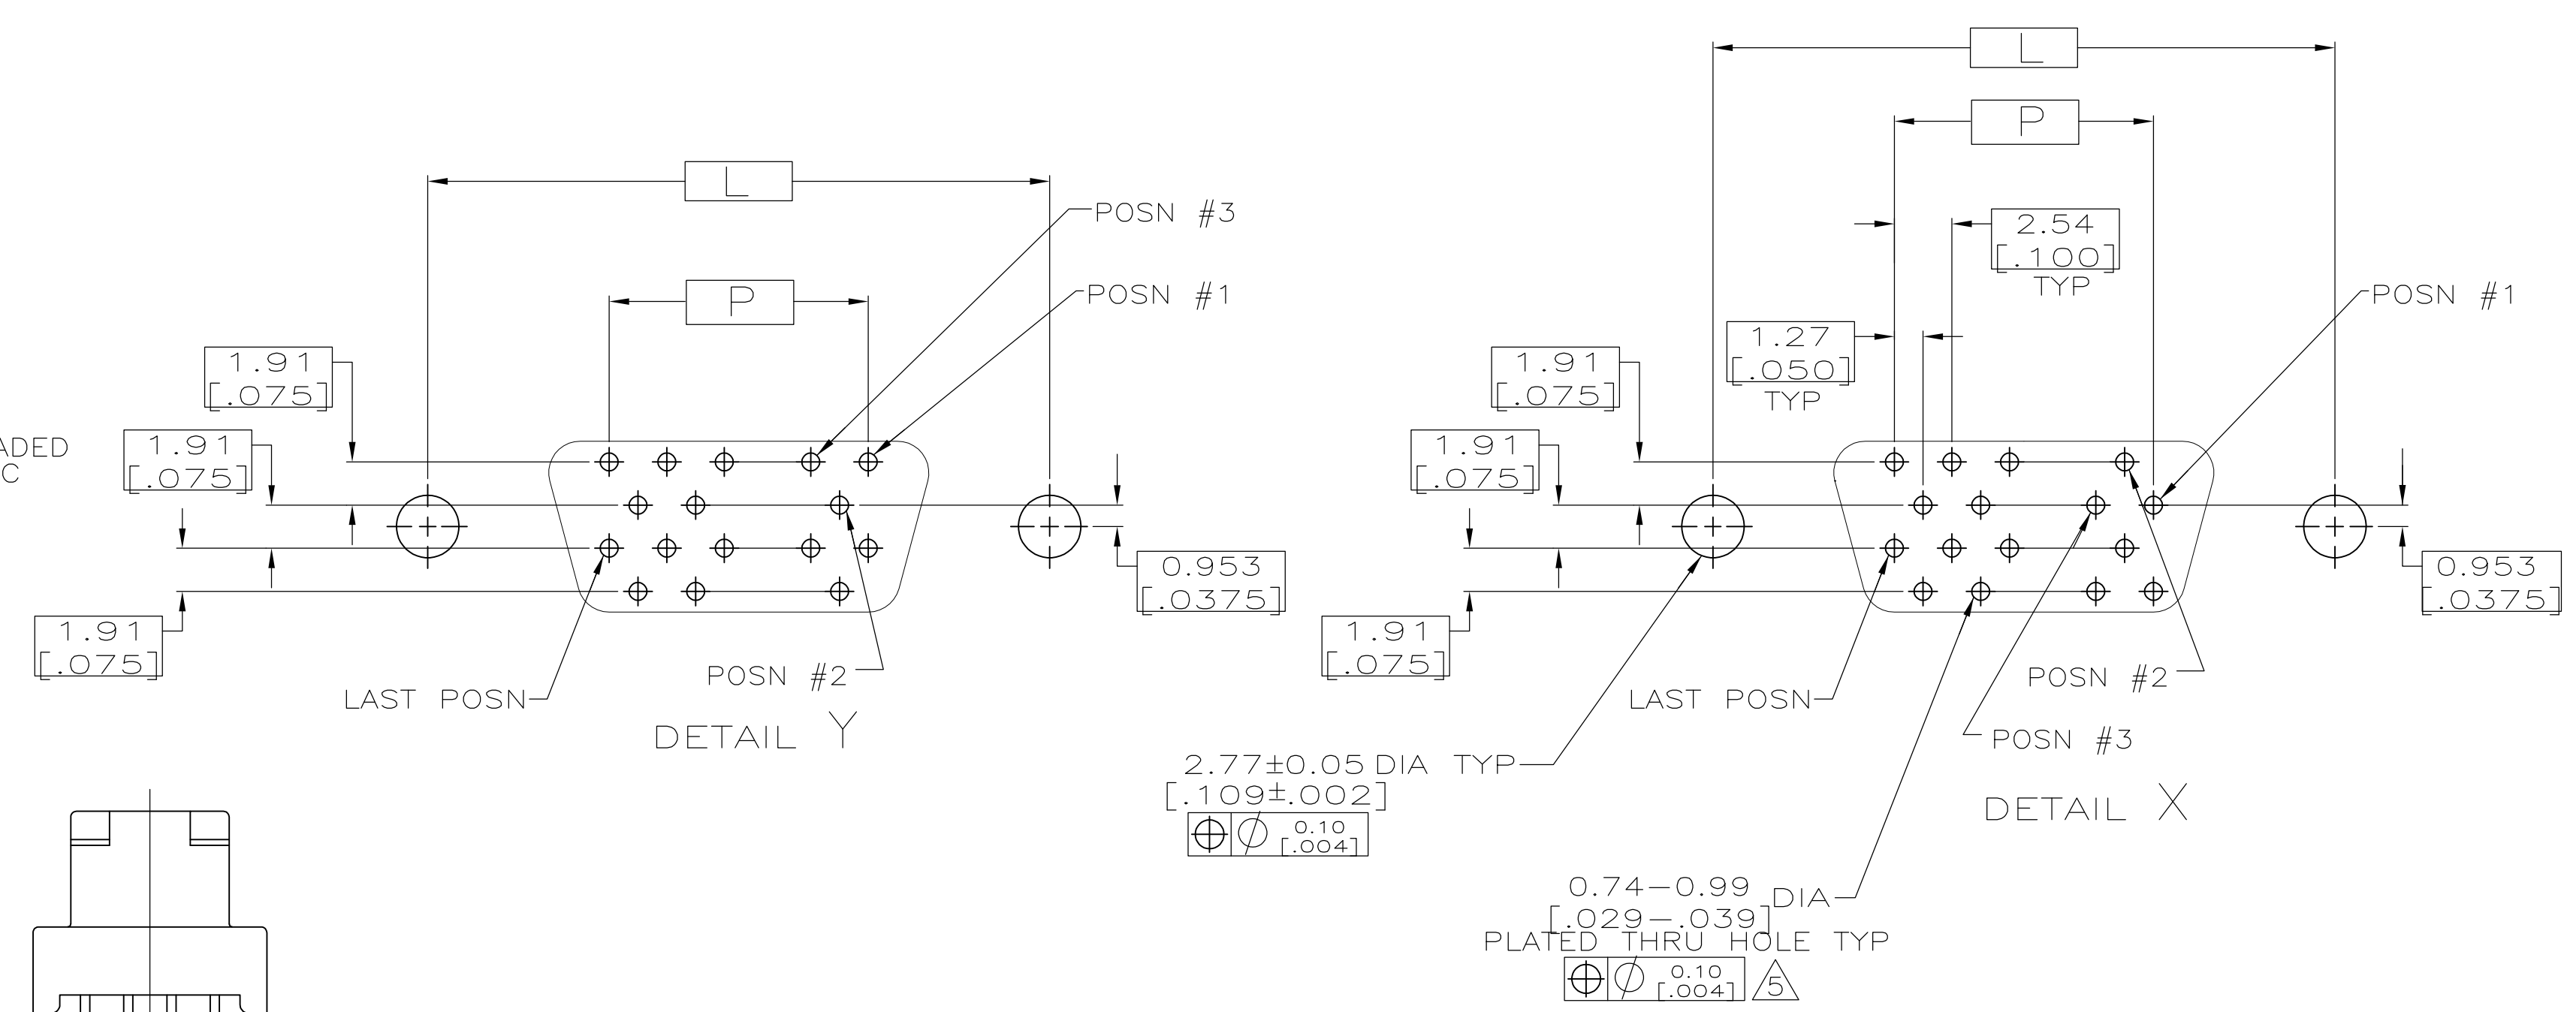 L
POSN #3
P
POSN #1
1.91
[.075]
1.91
[.075]
ADED
C
0.953
[.0375]
1.91
[.075]
POSN #2
LAST POSN
DETAIL Y
L
P
2.54
[.100]
TYP
POSN #1
1.27
[.050]
TYP
1.91
[.075]
1.91
[.075]
0.953
[.0375]
1.91
[.075]
POSN #2
LAST POSN
POSN #3
2.77±0.05 DIA TYP
[.109±.002]
0.10
[.004]
DETAIL X
0.74-0.99 DIA
[.029-.039]
PLATED THRU HOLE TYP
0.10
[.004]
5